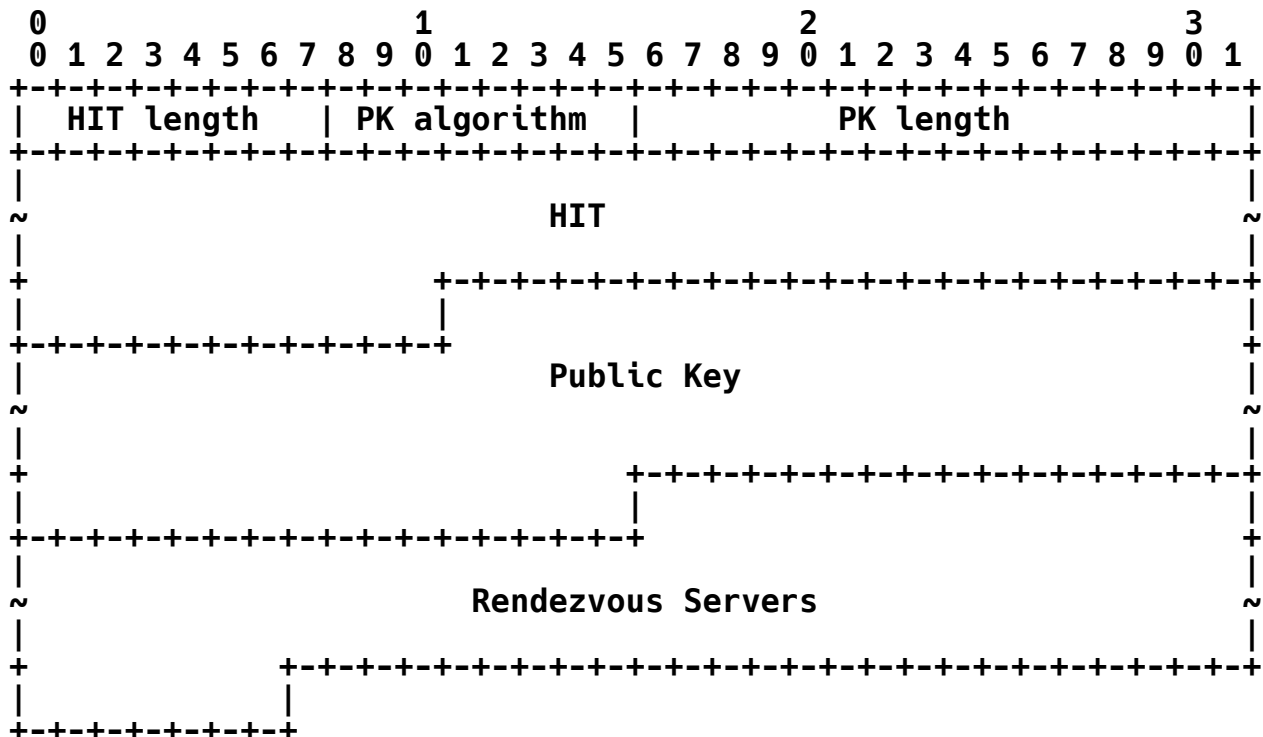 0                   1                   2                   3
 0 1 2 3 4 5 6 7 8 9 0 1 2 3 4 5 6 7 8 9 0 1 2 3 4 5 6 7 8 9 0 1
+-+-+-+-+-+-+-+-+-+-+-+-+-+-+-+-+-+-+-+-+-+-+-+-+-+-+-+-+-+-+-+-+
|  HIT length   | PK algorithm  |          PK length            |
+-+-+-+-+-+-+-+-+-+-+-+-+-+-+-+-+-+-+-+-+-+-+-+-+-+-+-+-+-+-+-+-+
|                                                               |
~                           HIT                                 ~
|                                                               |
+                     +-+-+-+-+-+-+-+-+-+-+-+-+-+-+-+-+-+-+-+-+-+
|                     |                                         |
+-+-+-+-+-+-+-+-+-+-+-+                                         +
|                           Public Key                          |
~                                                               ~
|                                                               |
+                               +-+-+-+-+-+-+-+-+-+-+-+-+-+-+-+-+
|                               |                               |
+-+-+-+-+-+-+-+-+-+-+-+-+-+-+-+-+                               +
|                                                               |
~                       Rendezvous Servers                      ~
|                                                               |
+             +-+-+-+-+-+-+-+-+-+-+-+-+-+-+-+-+-+-+-+-+-+-+-+-+-+
|             |
+-+-+-+-+-+-+-+